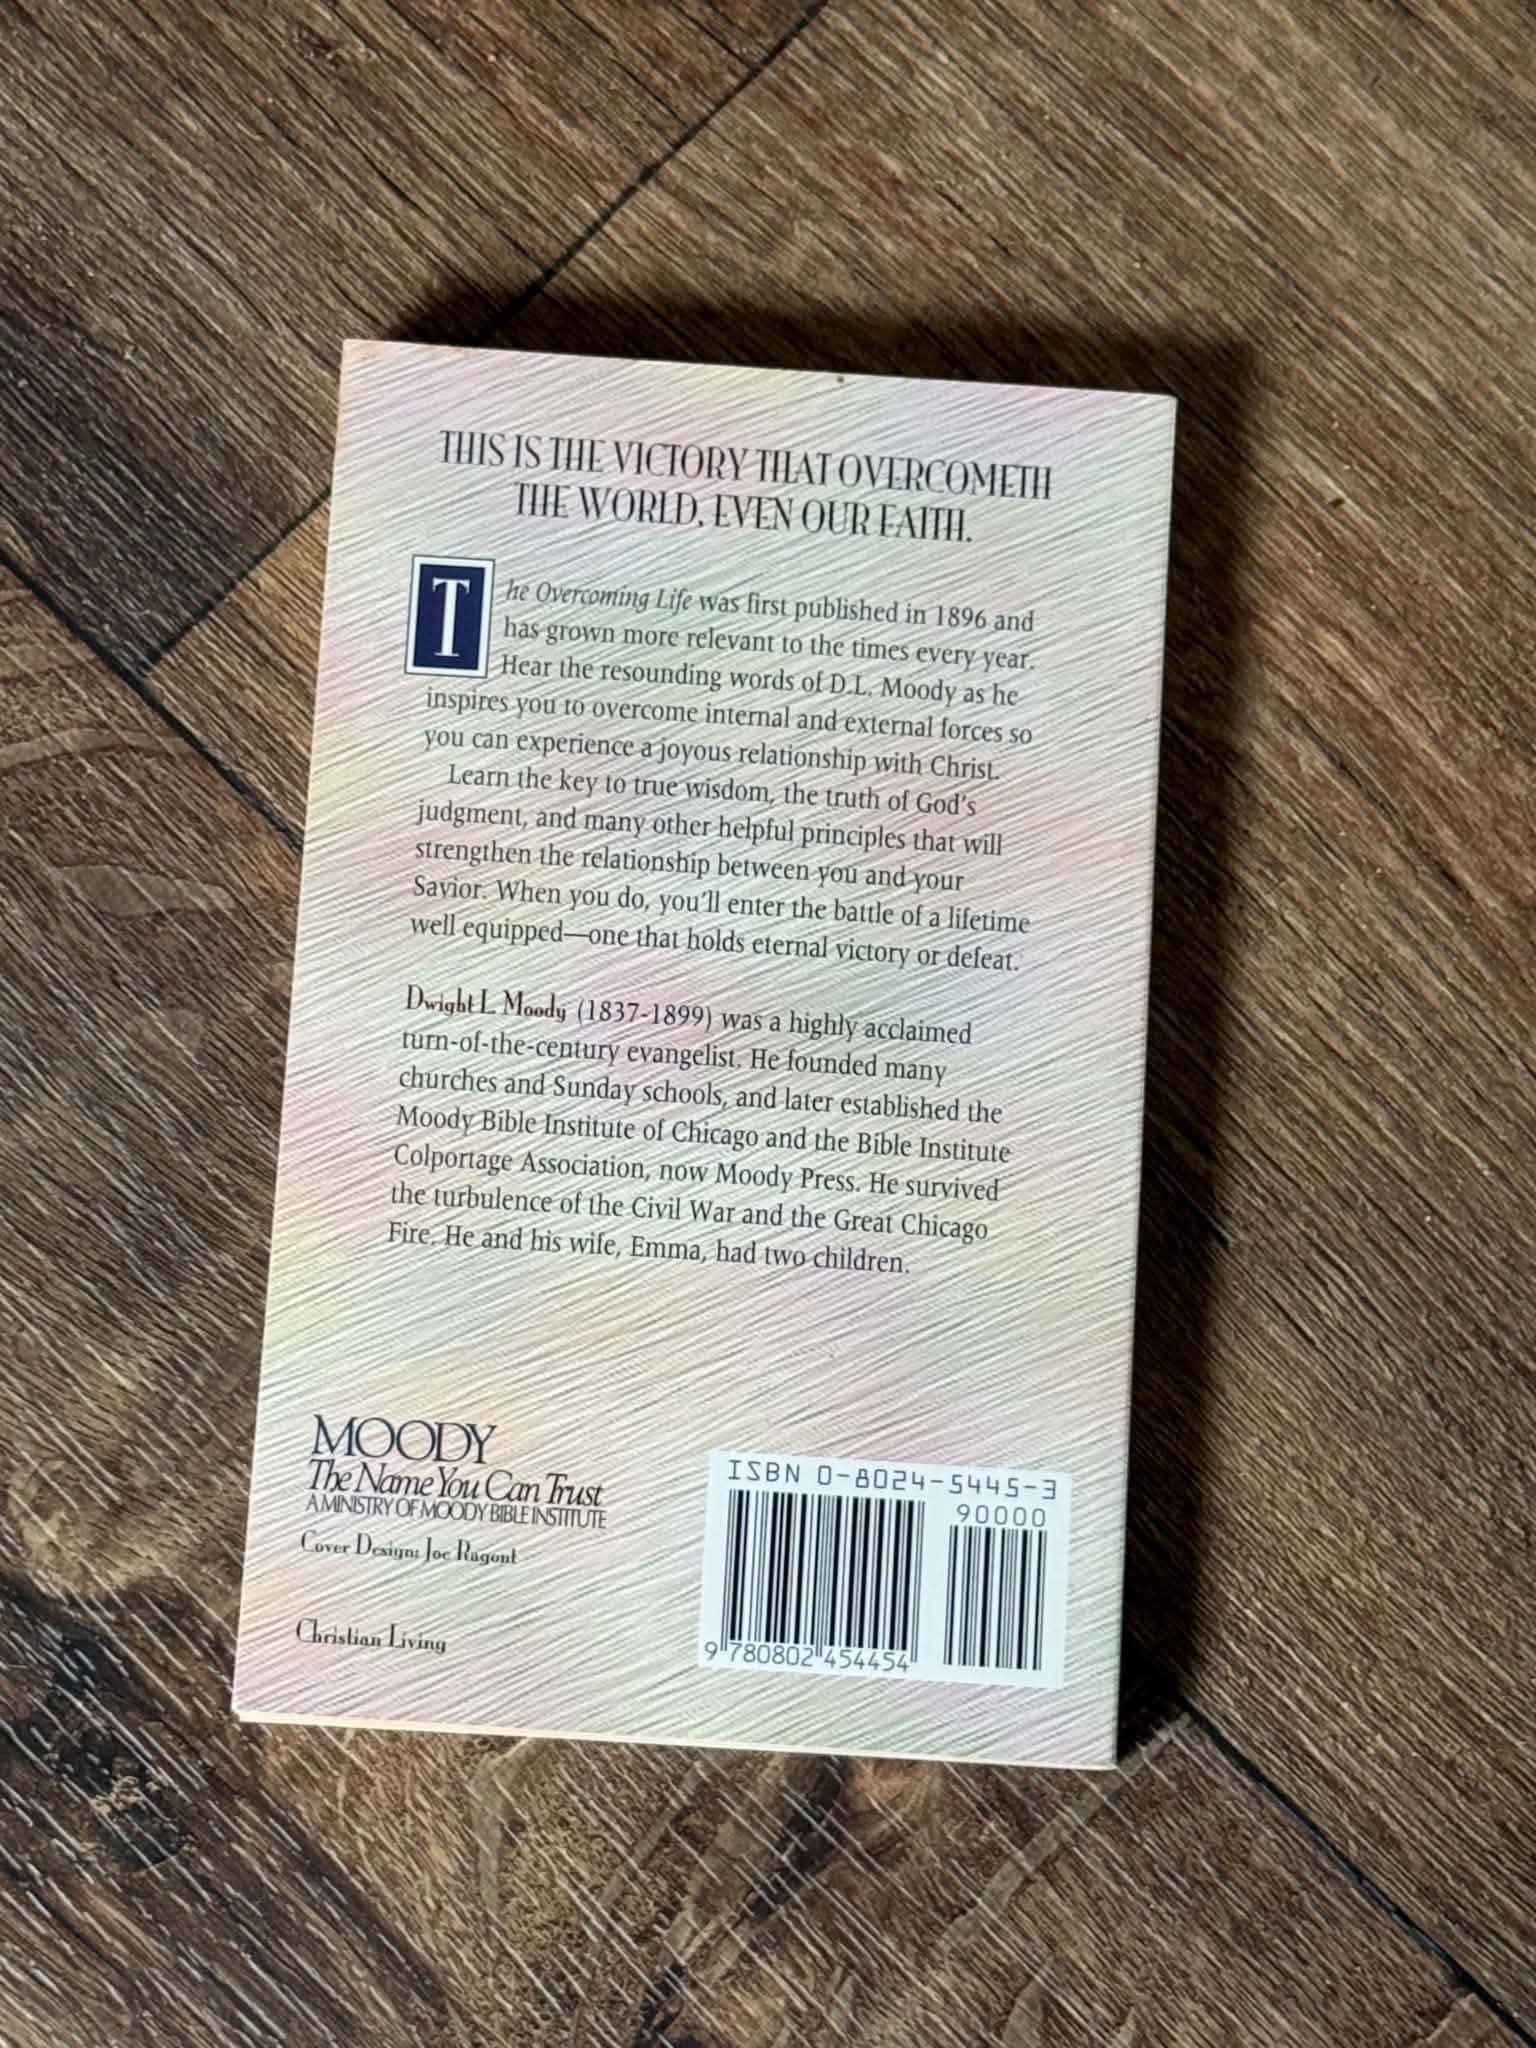 THIS IS THE VICTORY THAT OVERCOMETH
THE WORLD, EVEN OUR FAITH.
The Overcoming Life was first published in 1896 and
has grown more relevant to the times every year.
Hear the resounding words of D.L. Moody as he
inspires you to overcome internal and external forces so
you can experience a joyous relationship with Christ.
Learn the key to true wisdom, the truth of God's
judgment, and many other helpful principles that will
strengthen the relationship between you and your
Savior. When you do, you'll enter the battle of a lifetime
well equipped—one that holds eternal victory or defeat.
Dwight L Moody (1837-1899) was a highly acclaimed
turn-of-the-century evangelist. He founded many
churches and Sunday schools, and later established the
Moody Bible Institute of Chicago and the Bible Institute
Colportage Association, now Moody Press. He survived
the turbulence of the Civil War and the Great Chicago
Fire. He and his wife, Emma, had two children.
MOODY
The Name You Can Trust
A MINISTRY OF MOODY BIBLE INSTITUTE
Cover Design: Joe Ragont
Christian Living
ISBN 0-8024-5445-3
90000
9 780802 454454